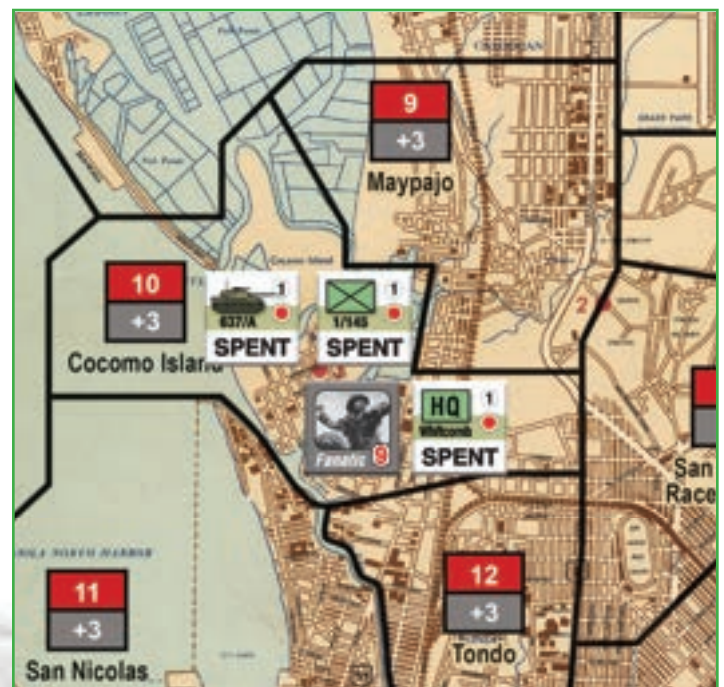 9
+3
Maypajo
10
+3
Cocomo Island
1
637/A
SPENT
1
1/145
SPENT
Fanatic 9
HQ
1
Whitcomb
SPENT
2
San
Race
11
+3
San Nicolas
12
+3
Tondo